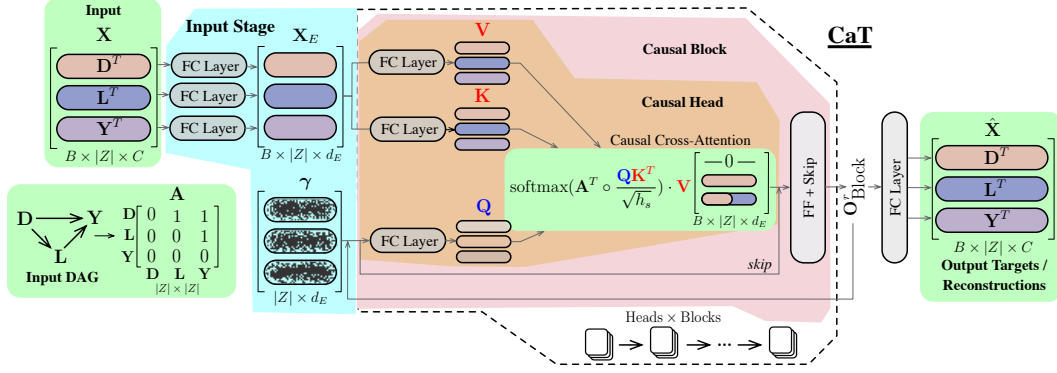 Input
X
D^T
L^T
Y^T
B × |Z| × C
Input Stage
FC Layer
FC Layer
FC Layer
X_E
B × |Z| × d_E
γ
|Z| × d_E
D
Y
L
Input DAG
A
D 0 1 1
L 0 0 1
Y 0 0 0
D L Y
|Z| × |Z|
FC Layer
V
FC Layer
K
FC Layer
Q
Causal Block
Causal Head
Causal Cross-Attention
softmax(A^T ∘ QK^T / √h_s) · V
—0—
B × |Z| × d_E
skip
FF + Skip
CaT
O^r_Block
FC Layer
X̂
D^T
L^T
Y^T
B × |Z| × C
Output Targets /
Reconstructions
Heads × Blocks
...